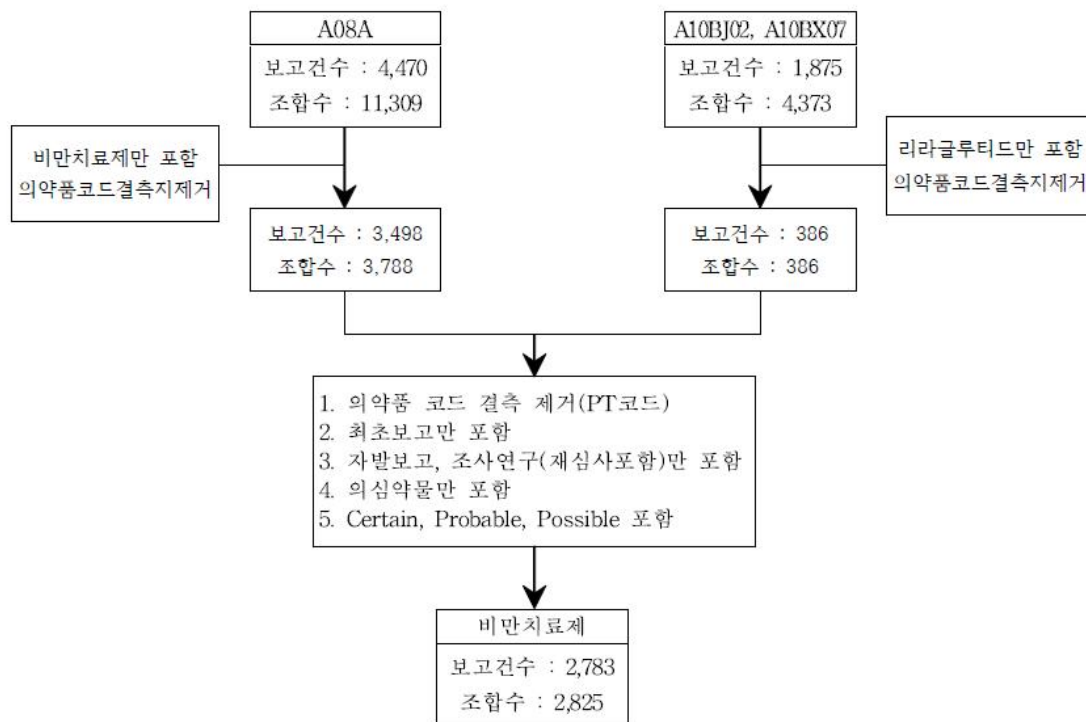 A08A
보고건수 : 4,470
조합수 : 11,309
A10BJ02, A10BX07
보고건수 : 1,875
조합수 : 4,373
비만치료제만 포함
의약품코드결측지제거
리라글루티드만 포함
의약품코드결측지제거
보고건수 : 3,498
조합수 : 3,788
보고건수 : 386
조합수 : 386
1. 의약품 코드 결측 제거(PT코드)
2. 최초보고만 포함
3. 자발보고, 조사연구(재심사포함)만 포함
4. 의심약물만 포함
5. Certain, Probable, Possible 포함
비만치료제
보고건수 : 2,783
조합수 : 2,825